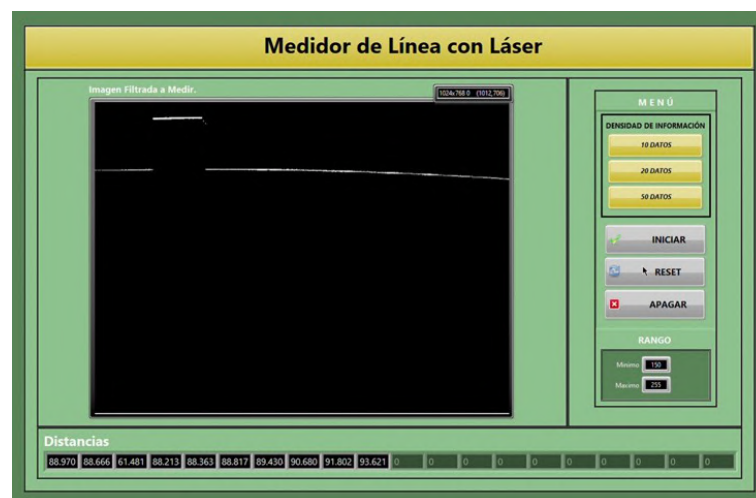 Medidor de Línea con Láser
Imagen Filtrada a Medir.
1024x768 0 (1012,706)
MENÚ
DENSIDAD DE INFORMACIÓN
10 DATOS
20 DATOS
50 DATOS
INICIAR
RESET
APAGAR
RANGO
Minimo 150
Maximo 255
Distancias
88.970 88.666 61.481 88.213 88.363 88.817 89.430 90.680 91.802 93.621 0 0 0 0 0 0 0 0 0 0